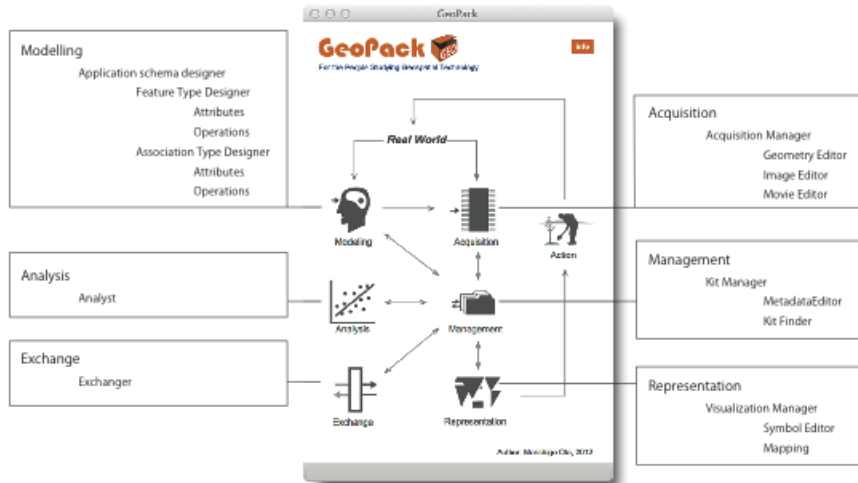 GeoPack
GeoPack
GEO
Info
For the People Studying Geospatial Technology
Modelling
Application schema designer
Feature Type Designer
Attributes
Operations
Association Type Designer
Attributes
Operations
Analysis
Analyst
Exchange
Exchanger
Real World
Modeling
Acquisition
Action
Analysis
Management
Exchange
Representation
Author:
2012
Acquisition
Acquisition Manager
Geometry Editor
Image Editor
Movie Editor
Management
Kit Manager
MetadataEditor
Kit Finder
Representation
Visualization Manager
Symbol Editor
Mapping